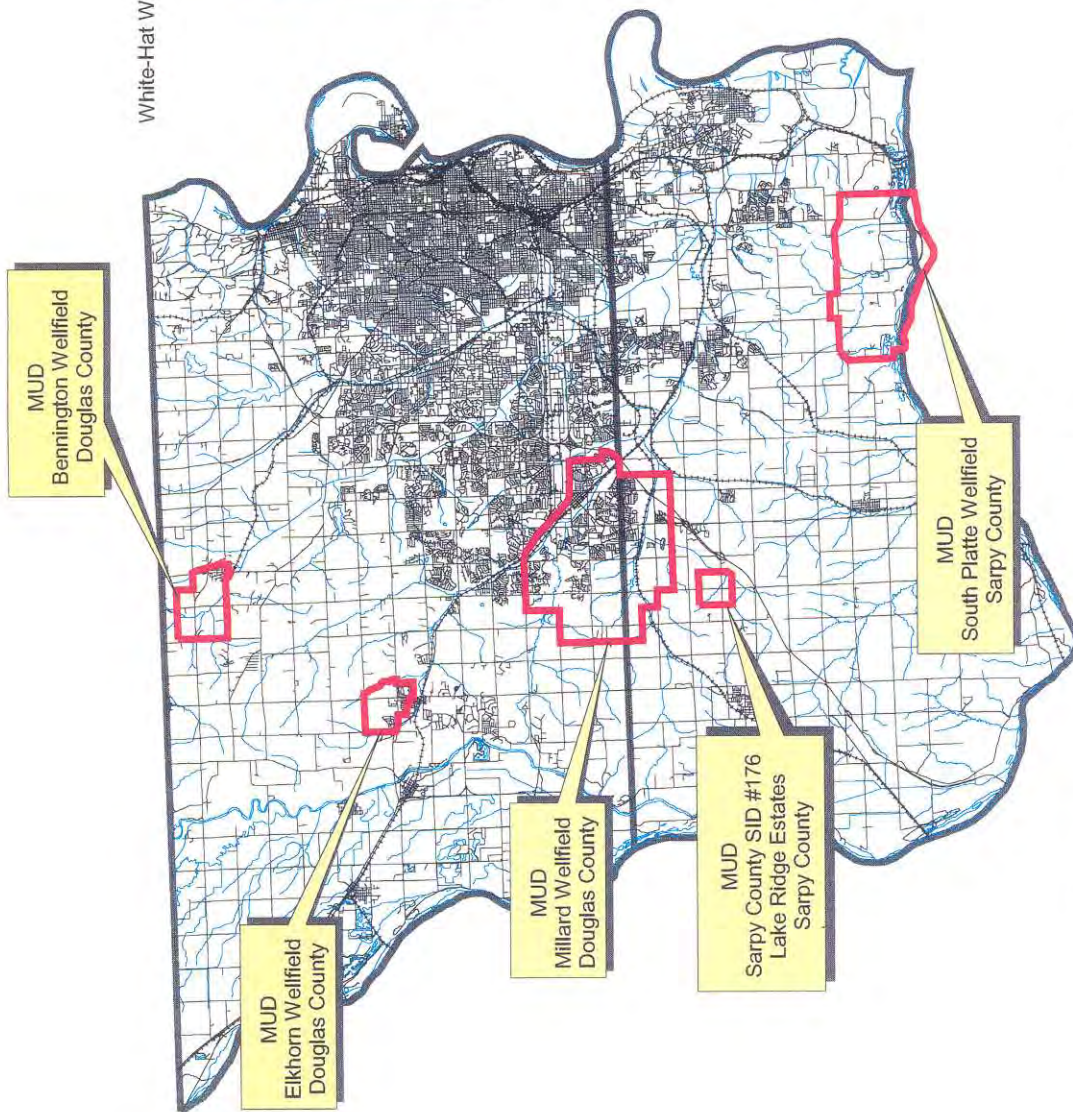 White-Hat W
MUD
Bennington Wellfield
Douglas County
MUD
Elkhorn Wellfield
Douglas County
MUD
Millard Wellfield
Douglas County
MUD
Sarpy County SID #176
Lake Ridge Estates
Sarpy County
MUD
South Platte Wellfield
Sarpy County